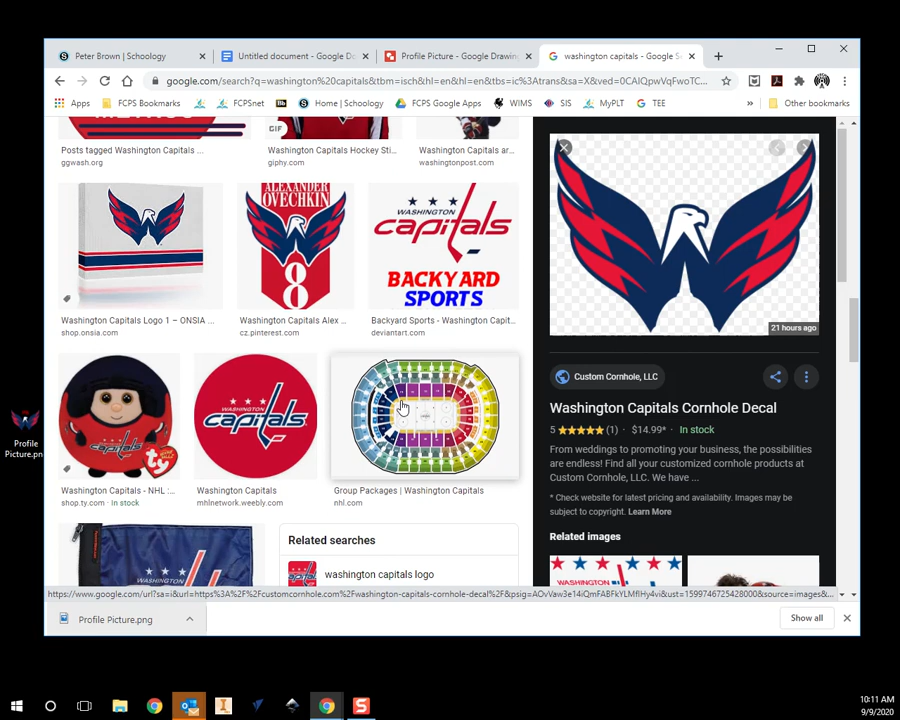 Peter Brown | Schoology
Untitled document - Google Do
Profile Picture - Google Drawing
washington capitals - Google S
google.com/search?q=washington%20capitals&tbm=isch&hl=en&hl=en&tbs=ic%3Atrans&sa=X&ved=0CAIQpwVqFwoTC...
Apps
FCPS Bookmarks
FCPSnet
Home | Schoology
FCPS Google Apps
WIMS
SIS
MyPLT
TEE
»
Other bookmarks
GIF
Posts tagged Washington Capitals ...
ggwash.org
Washington Capitals Hockey Sti...
giphy.com
Washington Capitals ar...
washingtonpost.com
ALEXANDER
OVECHKIN
8
WASHINGTON
capitals
BACKYARD
SPORTS
Washington Capitals Logo 1 – ONSIA ...
shop.onsia.com
Washington Capitals Alex ...
cz.pinterest.com
Backyard Sports - Washington Capit...
deviantart.com
capitals
ty
WASHINGTON
capitals
Washington Capitals - NHL :...
shop.ty.com · In stock
Washington Capitals
mhlnetwork.weebly.com
Group Packages | Washington Capitals
nhl.com
WASHINGTON
Related searches
capitals
washington capitals logo
21 hours ago
Custom Cornhole, LLC
Washington Capitals Cornhole Decal
5 ★★★★★ (1) · $14.99* · In stock
From weddings to promoting your business, the possibilities
are endless! Find all your customized cornhole products at
Custom Cornhole, LLC. We have ...
* Check website for latest pricing and availability. Images may be
subject to copyright. Learn More
Related images
Profile
Picture.pn
Profile Picture.png
Show all
10:11 AM
9/9/2020